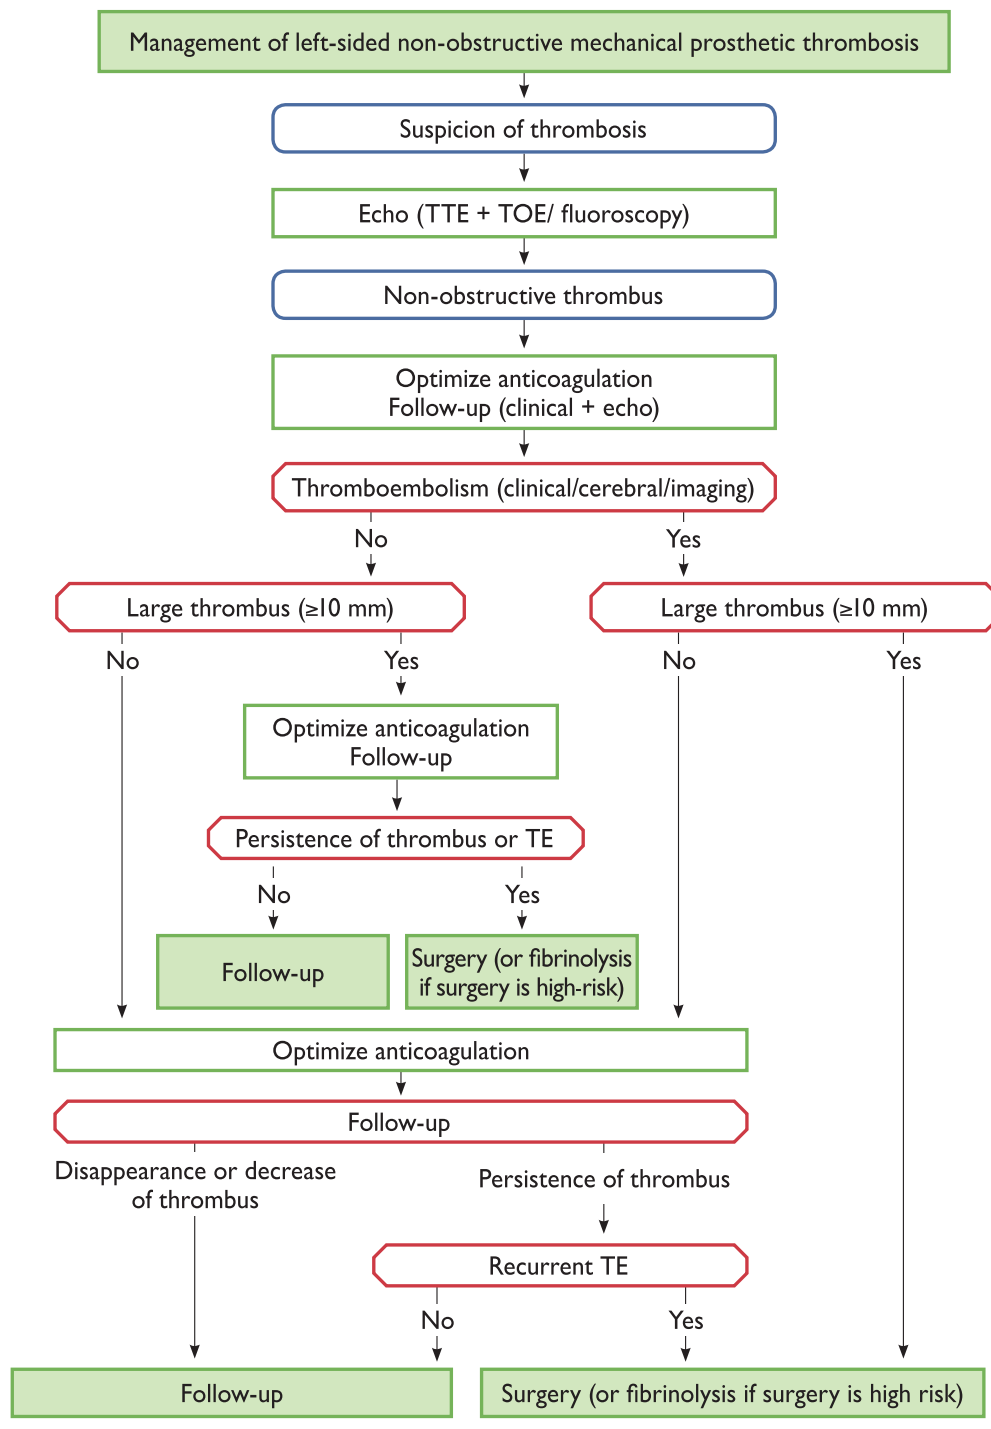 Management of left-sided non-obstructive mechanical prosthetic thrombosis
Suspicion of thrombosis
Echo (TTE + TOE/ fluoroscopy)
Non-obstructive thrombus
Optimize anticoagulation
Follow-up (clinical + echo)
Thromboembolism (clinical/cerebral/imaging)
No
Yes
Large thrombus (≥10 mm)
Large thrombus (≥10 mm)
No
Yes
No
Yes
Optimize anticoagulation
Follow-up
Persistence of thrombus or TE
No
Yes
Follow-up
Surgery (or fibrinolysis
if surgery is high-risk)
Optimize anticoagulation
Follow-up
Disappearance or decrease
of thrombus
Persistence of thrombus
Recurrent TE
No
Yes
Follow-up
Surgery (or fibrinolysis if surgery is high risk)